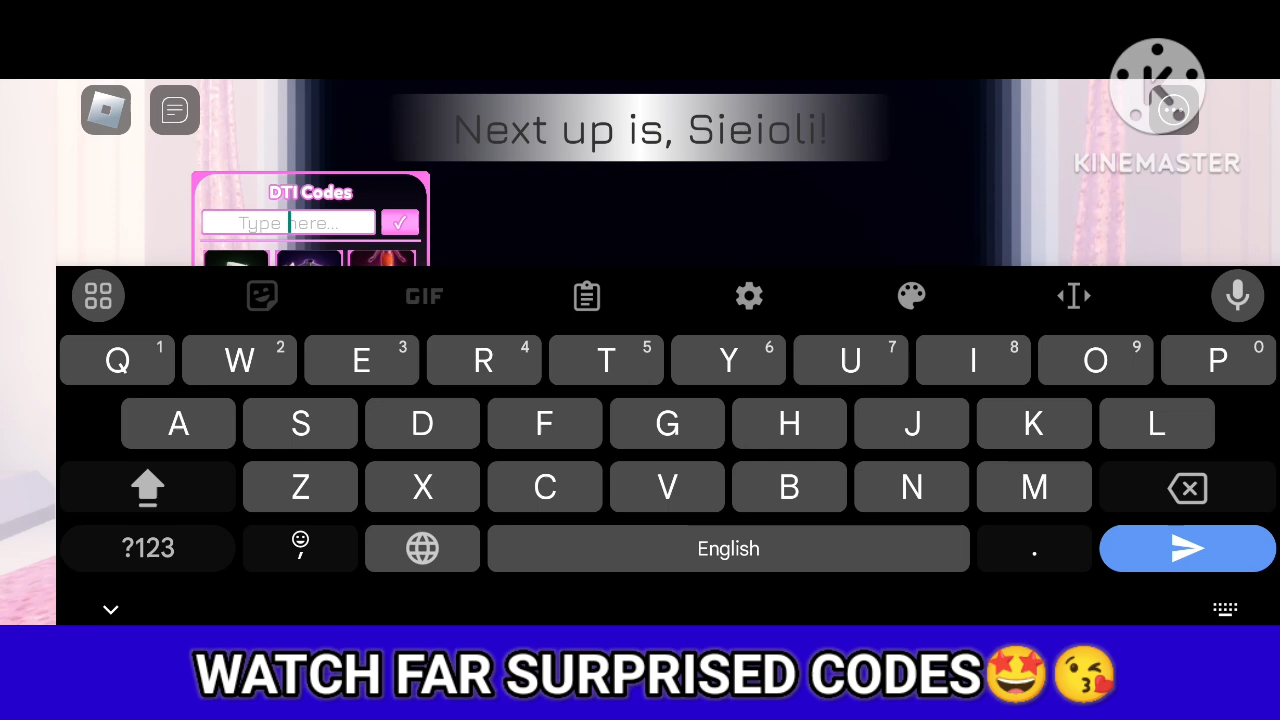 Next up is, Sieioli!
KINEMASTER
DTI Codes
Type here...
GIF
Q 1 W 2 E 3 R 4 T 5 Y 6 U 7 I 8 O 9 P 0
A S D F G H J K L
Z X C V B N M
?123 , English .
WATCH FAR SURPRISED CODES🤩😘